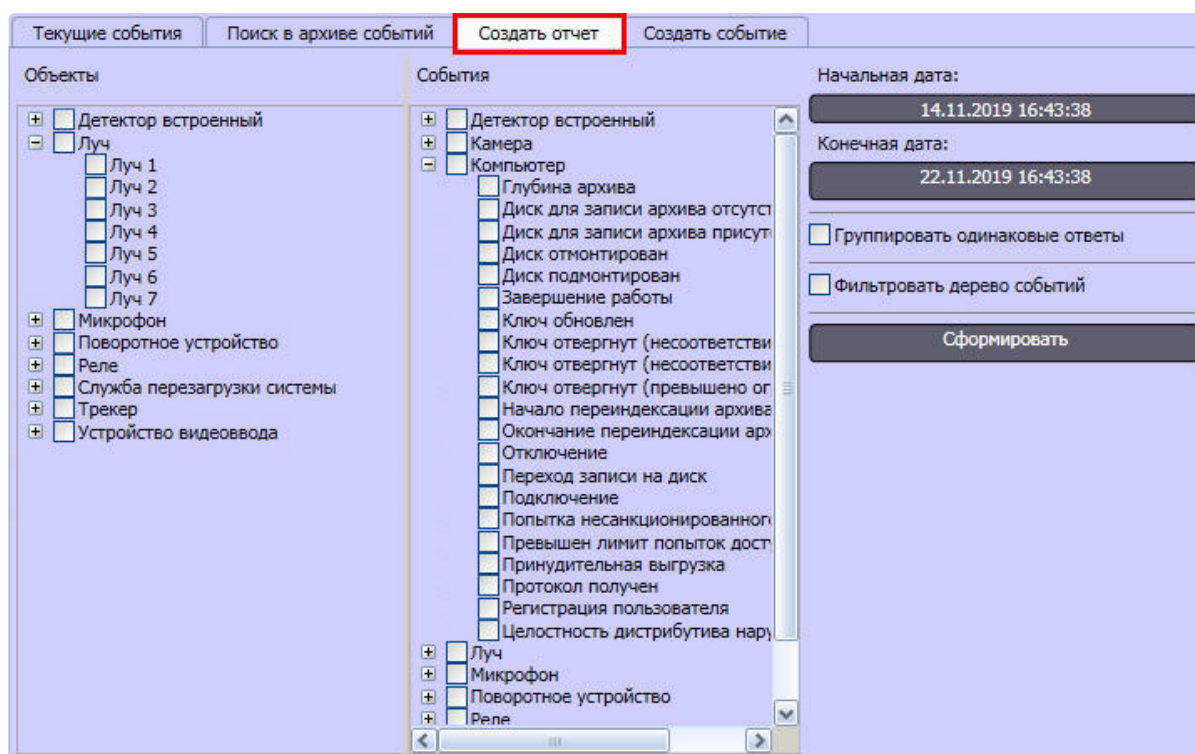 Текущие события
Поиск в архиве событий
Создать отчет
Создать событие
Объекты
Детектор встроенный
Луч
Луч 1
Луч 2
Луч 3
Луч 4
Луч 5
Луч 6
Луч 7
Микрофон
Поворотное устройство
Реле
Служба перезагрузки системы
Трекер
Устройство видеоввода
События
Детектор встроенный
Камера
Компьютер
Глубина архива
Диск для записи архива отсутст
Диск для записи архива присут
Диск отмонтирован
Диск подмонтирован
Завершение работы
Ключ обновлен
Ключ отвергнут (несоответстви
Ключ отвергнут (несоответстви
Ключ отвергнут (превышено ог
Начало переиндексации архива
Окончание переиндексации арх
Отключение
Переход записи на диск
Подключение
Попытка несанкционированног
Превышен лимит попыток дост
Принудительная выгрузка
Протокол получен
Регистрация пользователя
Целостность дистрибутива нару
Луч
Микрофон
Поворотное устройство
Реле
Начальная дата:
14.11.2019 16:43:38
Конечная дата:
22.11.2019 16:43:38
Группировать одинаковые ответы
Фильтровать дерево событий
Сформировать